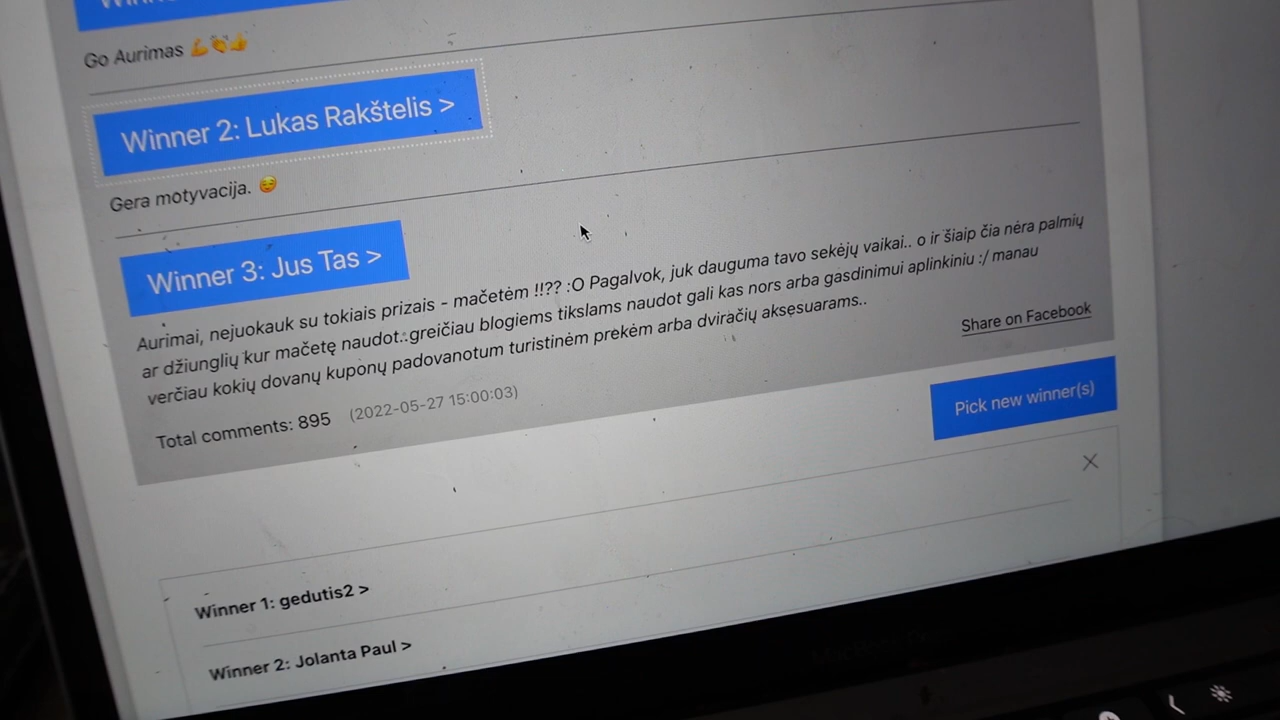 Go Aurimas 💪👏👍
Winner 2: Lukas Rakštelis >
Gera motyvacija. 😌
Winner 3: Jus Tas >
Aurimai, nejuokauk su tokiais prizais - mačetėm !!?? :O Pagalvok, juk dauguma tavo sekėjų vaikai.. o ir šiaip čia nėra palmių
ar džiunglių kur mačetę naudot..greičiau blogiems tikslams naudot gali kas nors arba gąsdinimui aplinkiniu :/ manau
verčiau kokių dovanų kuponų padovanotum turistinėm prekėm arba dviračių aksesuarams..
Share on Facebook
Total comments: 895 (2022-05-27 15:00:03)
Pick new winner(s)
Winner 1: gedutis2 >
Winner 2: Jolanta Paul >